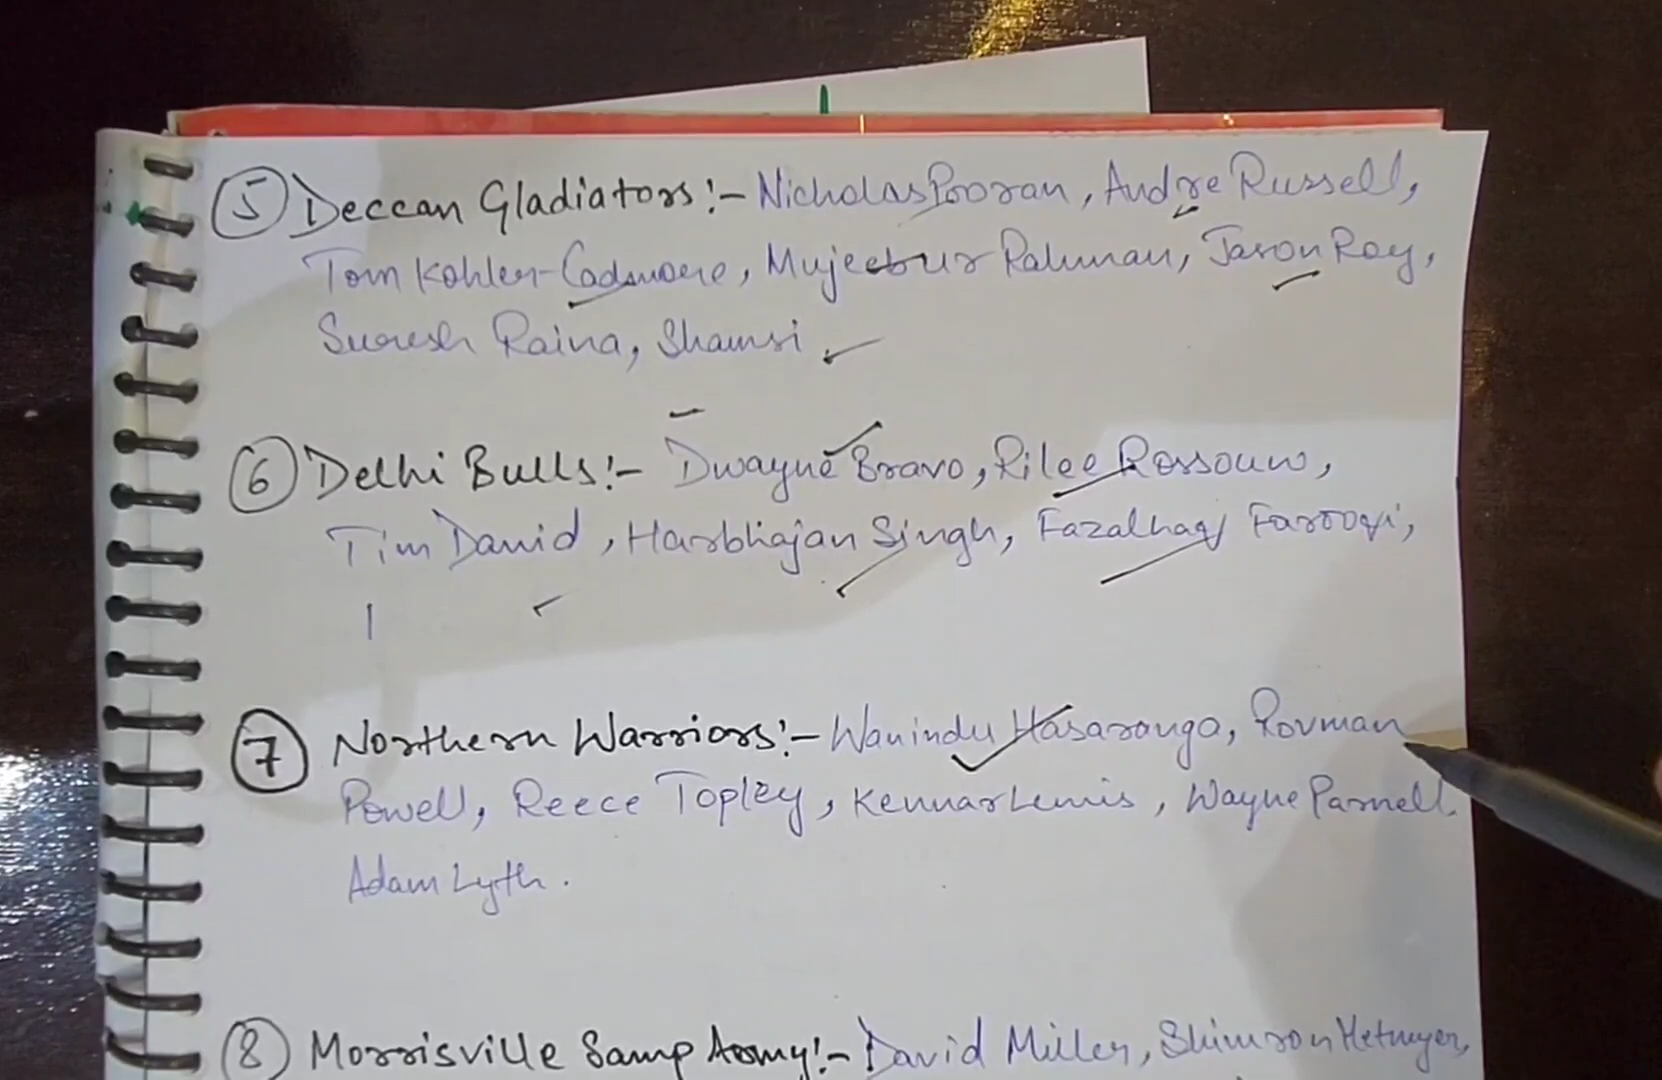 5 Deccan Gladiators:- Nicholas Pooran, Andre Russell,
Tom Kohler-Cadmore, Mujeebur Rahman, Jason Roy,
Suresh Raina, Shamsi
6 Delhi Bulls:- Dwayne Bravo, Rilee Rossouw,
Tim David, Harbhajan Singh, Fazalhaq Farooqi,
7 Northern Warriors:- Wanindu Hasaranga, Rovman
Powell, Reece Topley, Kennar Lewis, Wayne Parnell.
Adam Lyth.
8 Morrisville Samp Army:- David Miller, Shimron Hetmyer,